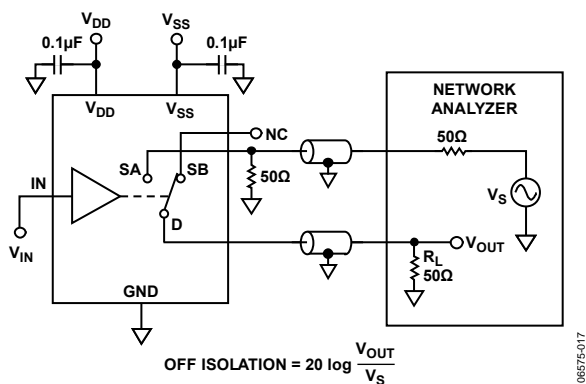 VDD
VSS
0.1µF
0.1µF
VDD
VSS
NETWORK
ANALYZER
NC
50Ω
SA
SB
50Ω
VS
IN
D
VIN
VOUT
RL
50Ω
GND
OFF ISOLATION = 20 log VOUT/VS
06575-017